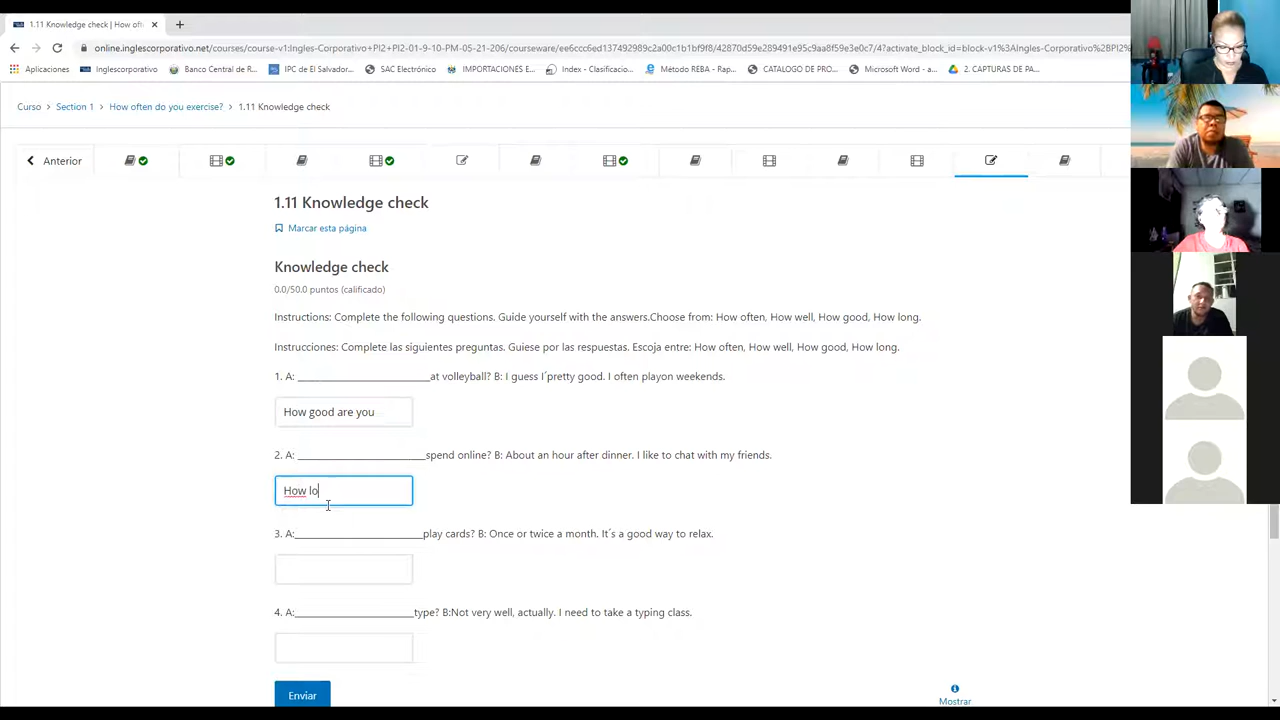 1.11 Knowledge check | How oft
online.inglescorporativo.net/courses/course-v1:Ingles-Corporativo+PI2+PI2-01-9-10-PM-05-21-206/courseware/ee6ccc6ed137492989c2a00c1b1bf9f8/42870d59e289491e95c9aa8f59e3e0c7/4?activate_block_id=block-v1%3AIngles-Corporativo%2BPI2%
Aplicaciones
Inglescorporativo
Banco Central de R...
IPC de El Salvador...
SAC Electrónico
IMPORTACIONES E...
Index - Clasificacio...
Método REBA - Rap...
CATALOGO DE PRO...
Microsoft Word - a...
2. CAPTURAS DE PA...
Curso > Section 1 > How often do you exercise? > 1.11 Knowledge check
Anterior
1.11 Knowledge check
Marcar esta página
Knowledge check
0.0/50.0 puntos (calificado)
Instructions: Complete the following questions. Guide yourself with the answers.Choose from: How often, How well, How good, How long.
Instrucciones: Complete las siguientes preguntas. Guiese por las respuestas. Escoja entre: How often, How well, How good, How long.
1. A: __________________________at volleyball? B: I guess I´pretty good. I often playon weekends.
How good are you
2. A: _________________________spend online? B: About an hour after dinner. I like to chat with my friends.
How lo
3. A:_________________________play cards? B: Once or twice a month. It´s a good way to relax.
4. A:_______________________type? B:Not very well, actually. I need to take a typing class.
Enviar
Mostrar